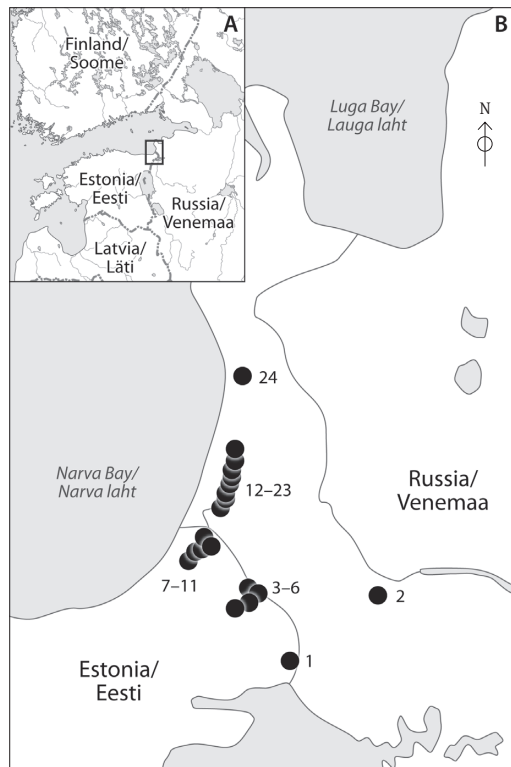 A
Finland/
Soome
Estonia/
Eesti
Russia/
Venemaa
Latvia/
Läti
B
Luga Bay/
Lauga laht
N
24
Narva Bay/
Narva laht
12–23
Russia/
Venemaa
7–11
3–6
2
1
Estonia/
Eesti